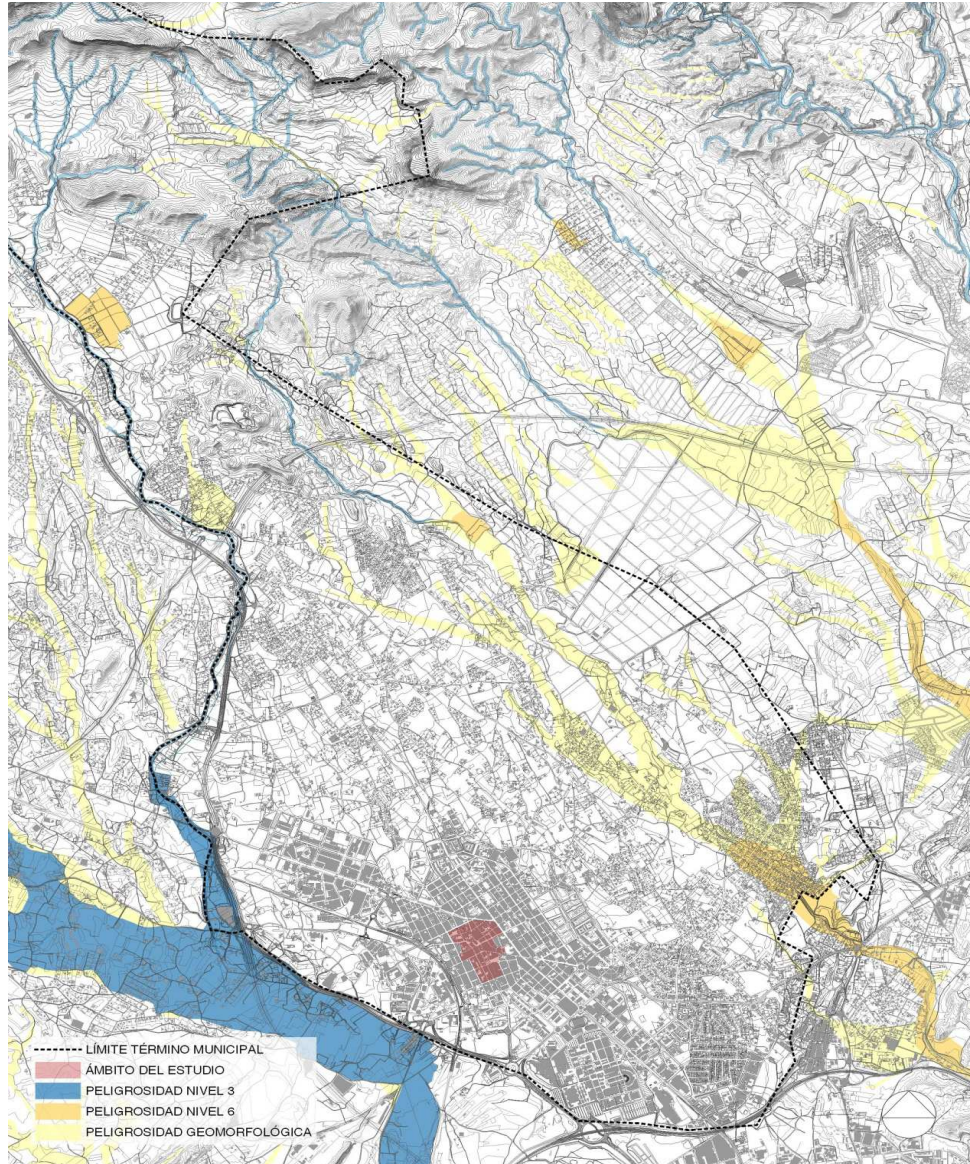 LÍMITE TÉRMINO MUNICIPAL
ÁMBITO DEL ESTUDIO
PELIGROSIDAD NIVEL 3
PELIGROSIDAD NIVEL 6
PELIGROSIDAD GEOMORFOLÓGICA